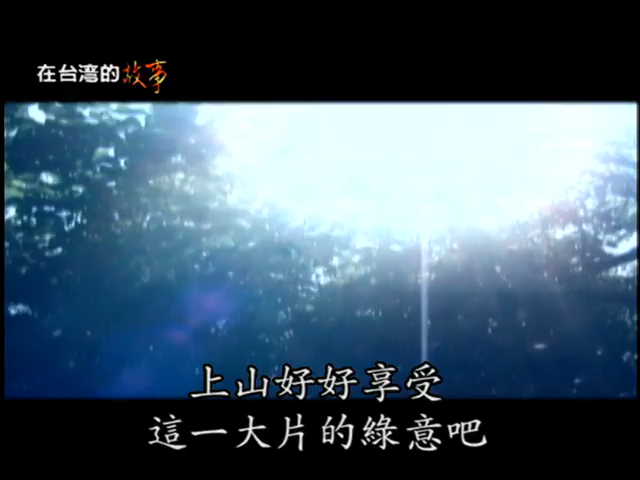 在台湾的故事
上山好好享受
這一大片的綠意吧